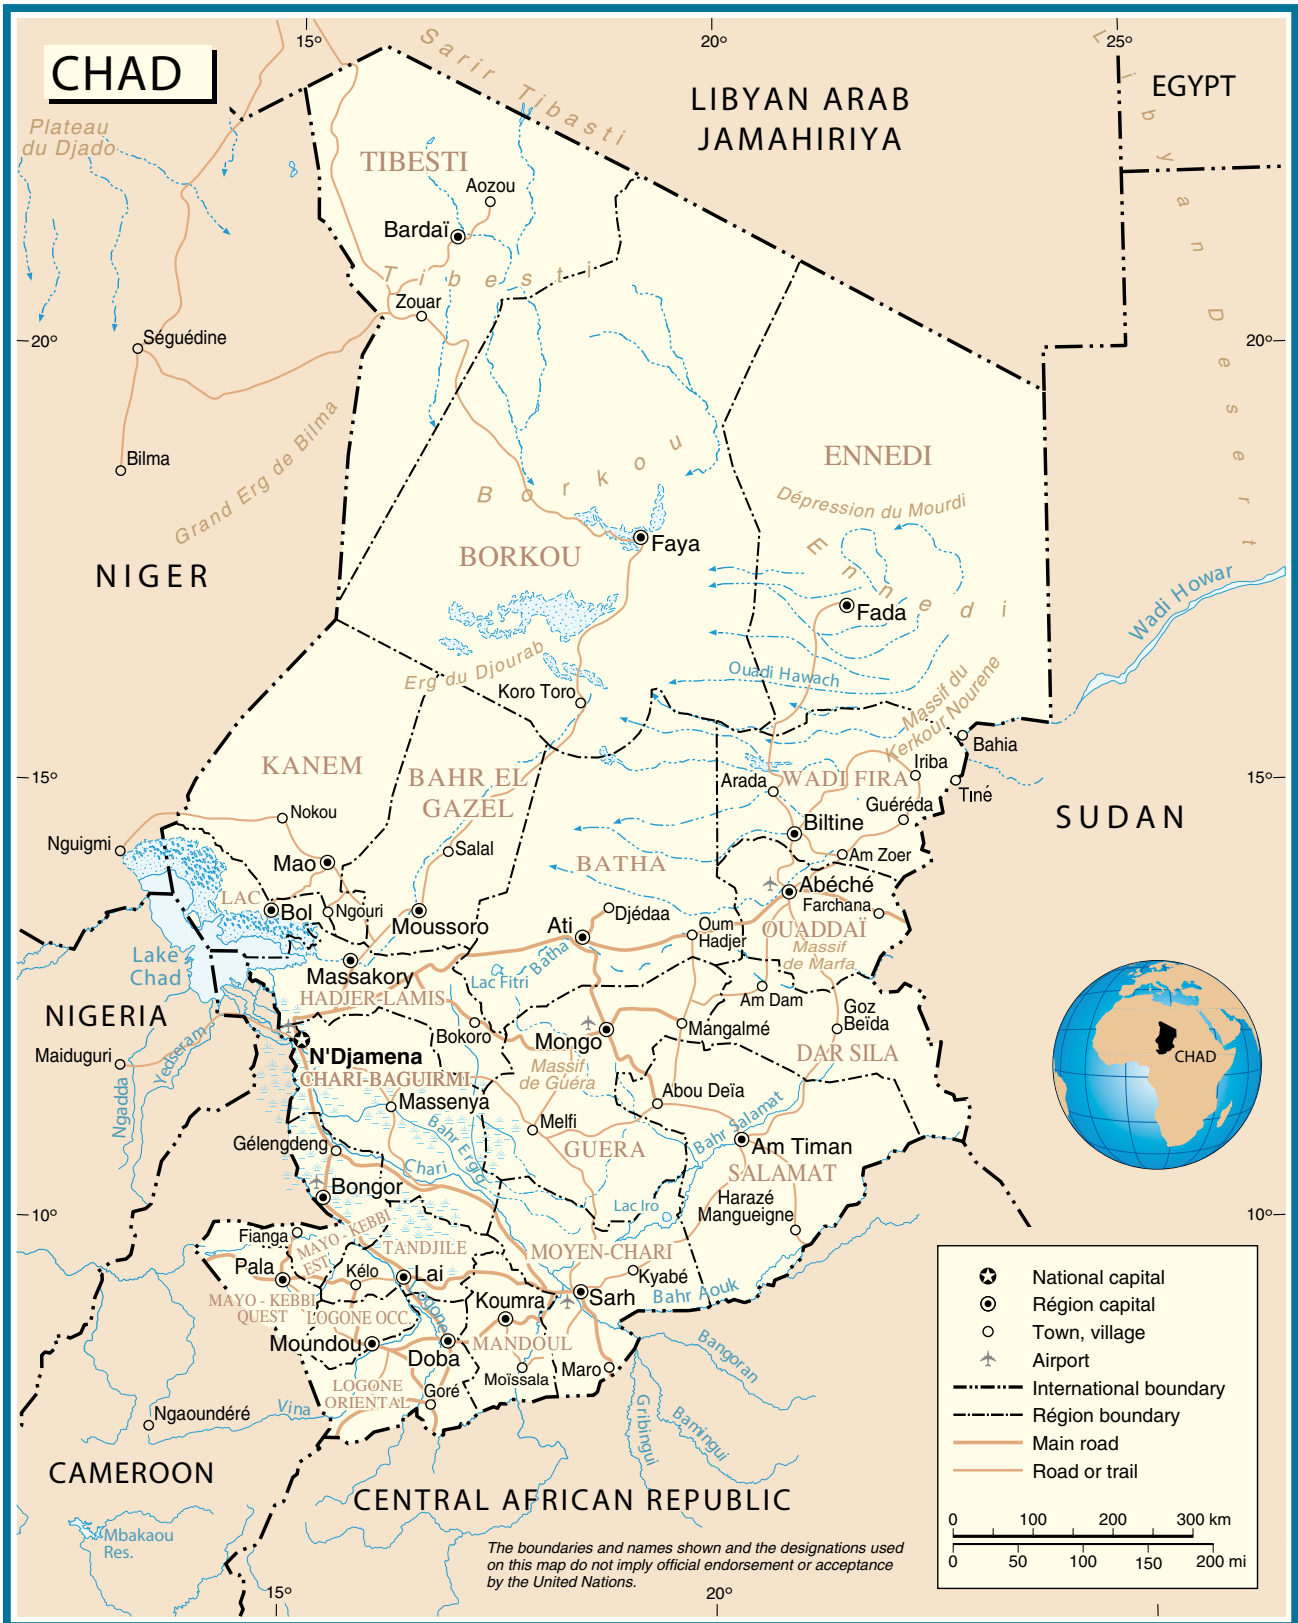 CHAD
15°
20°
25°
Sarir Tibasti
LIBYAN ARAB
JAMAHIRIYA
EGYPT
Libyan Desert
Plateau
du Djado
TIBESTI
Aozou
Bardaï
Tibesti
Zouar
20°
Séguédine
20°
Bilma
Grand Erg de Bilma
NIGER
ENNEDI
Dépression du Mourdi
Borkou
Faya
BORKOU
Ennedi
Fada
Wadi Howar
Erg du Djourab
Koro Toro
Ouadi Hawach
Massif du
Kerkour Nourene
Bahia
KANEM
BAHR EL
GAZEL
15°
Arada
WADI FIRA
Iriba
Tiné
15°
Guéréda
SUDAN
Nokou
Biltine
Nguigmi
Mao
Salal
BATHA
Am Zoer
LAC
Bol
Ngouri
Moussoro
Abéché
Farchana
Djédaa
Ati
Oum
Hadjer
OUADDAÏ
Massif
de Marfa
Lake
Chad
Massakory
Lac Fitri
Batha
HADJER-LAMIS
Am Dam
Goz
Beïda
NIGERIA
Bokoro
Mongo
Mangalmé
Maiduguri
Yedseram
Ngadda
N'Djamena
CHARI-BAGUIRMI
Massif
de Guéra
DAR SILA
CHAD
Massenya
Abou Deïa
Melfi
Bahr Salamat
Gélengdeng
Bahr Ergig
Chari
GUERA
Am Timan
SALAMAT
Bongor
Lac Iro
Harazé
Mangueigne
10°
10°
Fianga
MAYO - KEBBI
EST
TANDJILE
MOYEN-CHARI
Pala
Kélo
Lai
Kyabé
Bahr Aouk
MAYO - KEBBI
QUEST
LOGONE OCC.
Logone
Koumra
Sarh
Moundou
Doba
MANDOUL
Bangoran
Moïssala
Maro
LOGONE
ORIENTAL
Goré
Vina
Ngaoundéré
Gribingui
Bamingui
CAMEROON
CENTRAL AFRICAN REPUBLIC
Mbakaou
Res.
National capital
Région capital
Town, village
Airport
International boundary
Région boundary
Main road
Road or trail
0 100 200 300 km
0 50 100 150 200 mi
The boundaries and names shown and the designations used
on this map do not imply official endorsement or acceptance
by the United Nations.
15°
20°